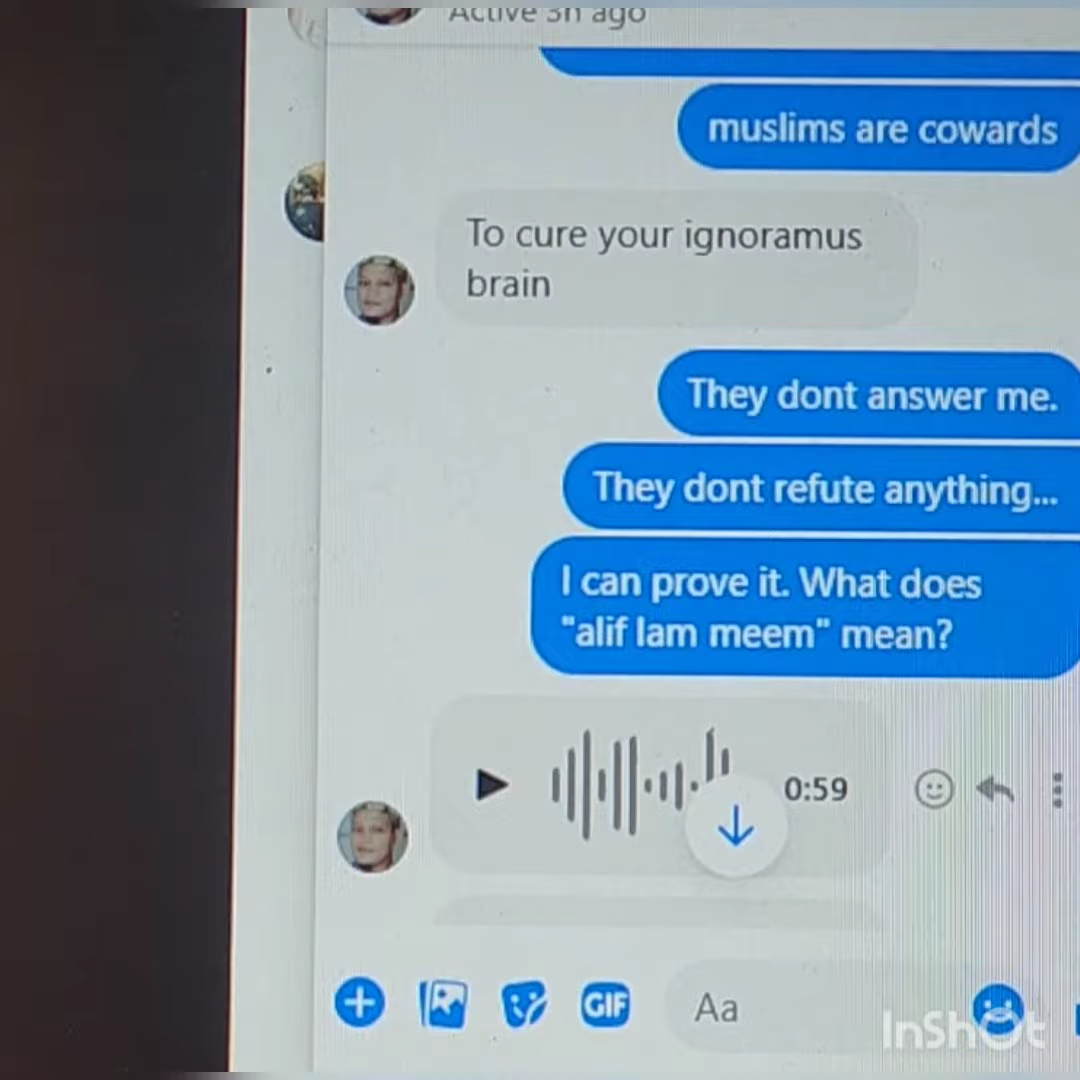 Active 3h ago
muslims are cowards
To cure your ignoramus
brain
They dont answer me.
They dont refute anything...
I can prove it. What does
"alif lam meem" mean?
0:59
GIF
Aa
InShOt